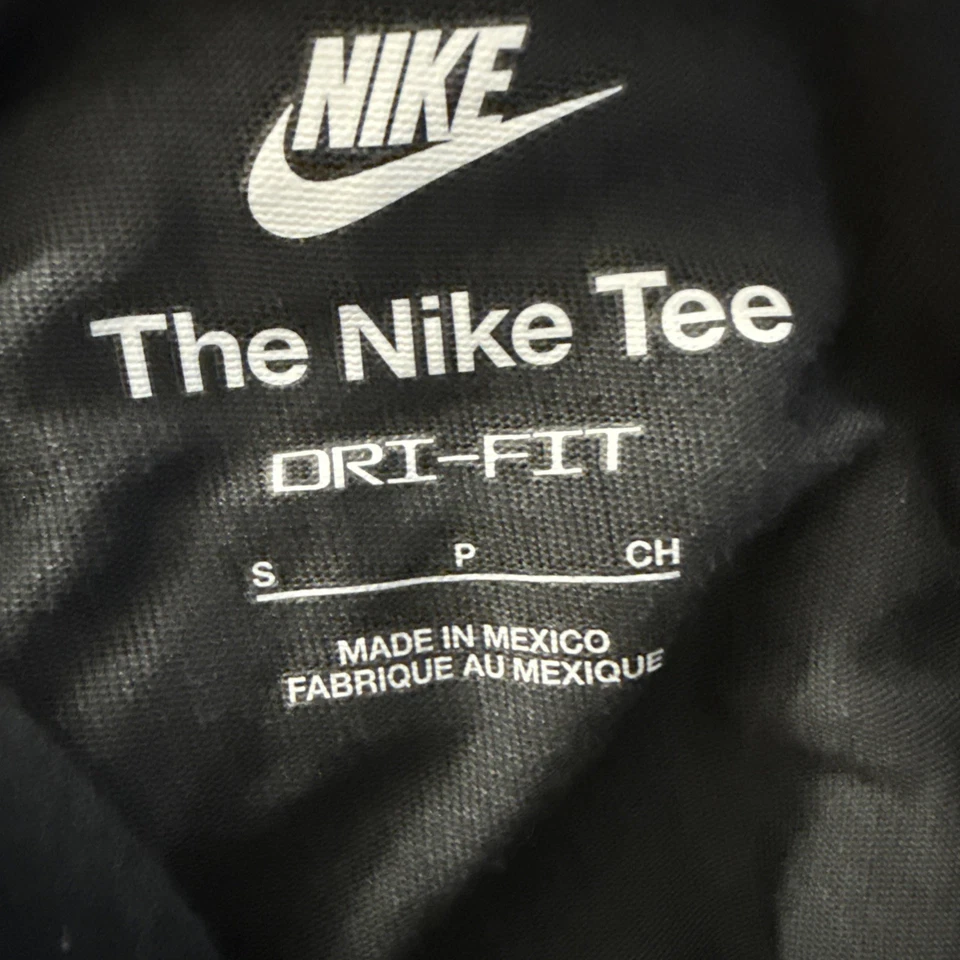 NIKE
The Nike Tee
DRI-FIT
S P CH
MADE IN MEXICO
FABRIQUE AU MEXIQUE